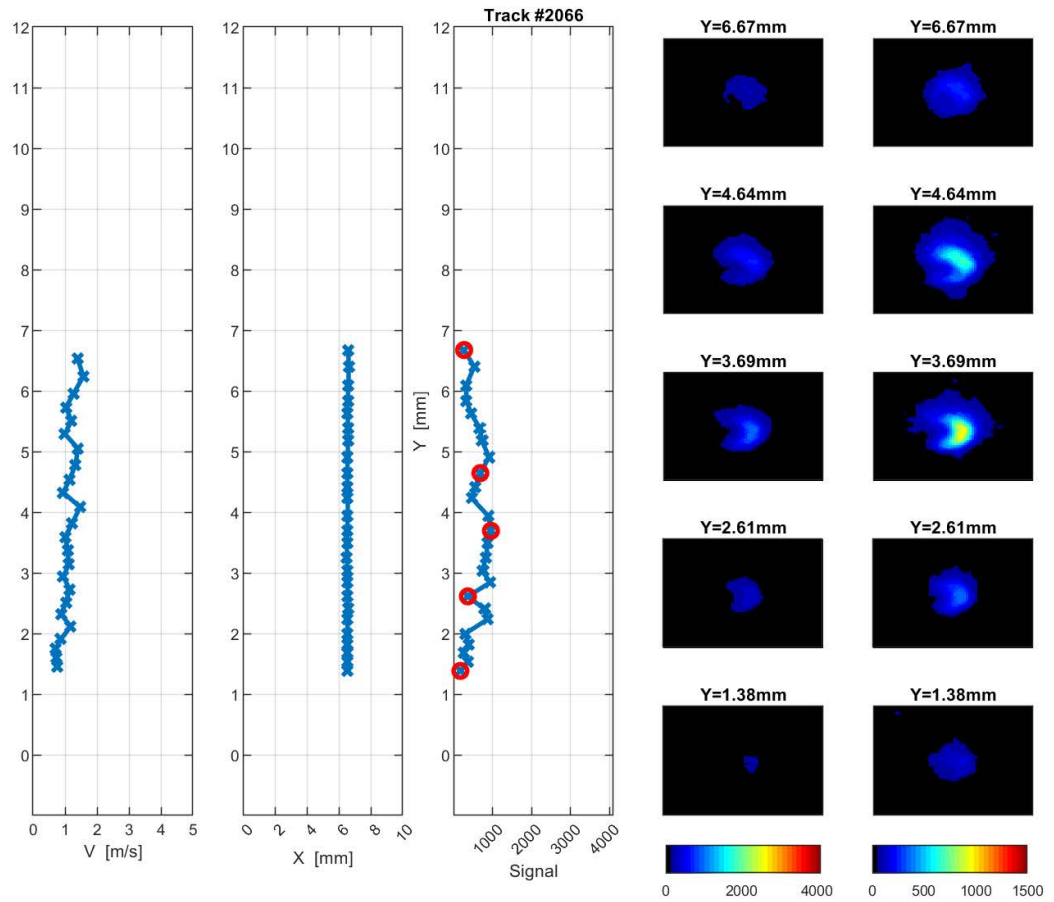 Track #2066
12
11
10
9
8
7
6
5
4
3
2
1
0
0 1 2 3 4 5
V [m/s]
12
11
10
9
8
7
6
5
4
3
2
1
0
0 2 4 6 8 10
X [mm]
Y [mm]
12
11
10
9
8
7
6
5
4
3
2
1
0
1000 2000 3000 4000
Signal
Y=6.67mm Y=6.67mm
Y=4.64mm Y=4.64mm
Y=3.69mm Y=3.69mm
Y=2.61mm Y=2.61mm
Y=1.38mm Y=1.38mm
0 2000 4000
0 500 1000 1500